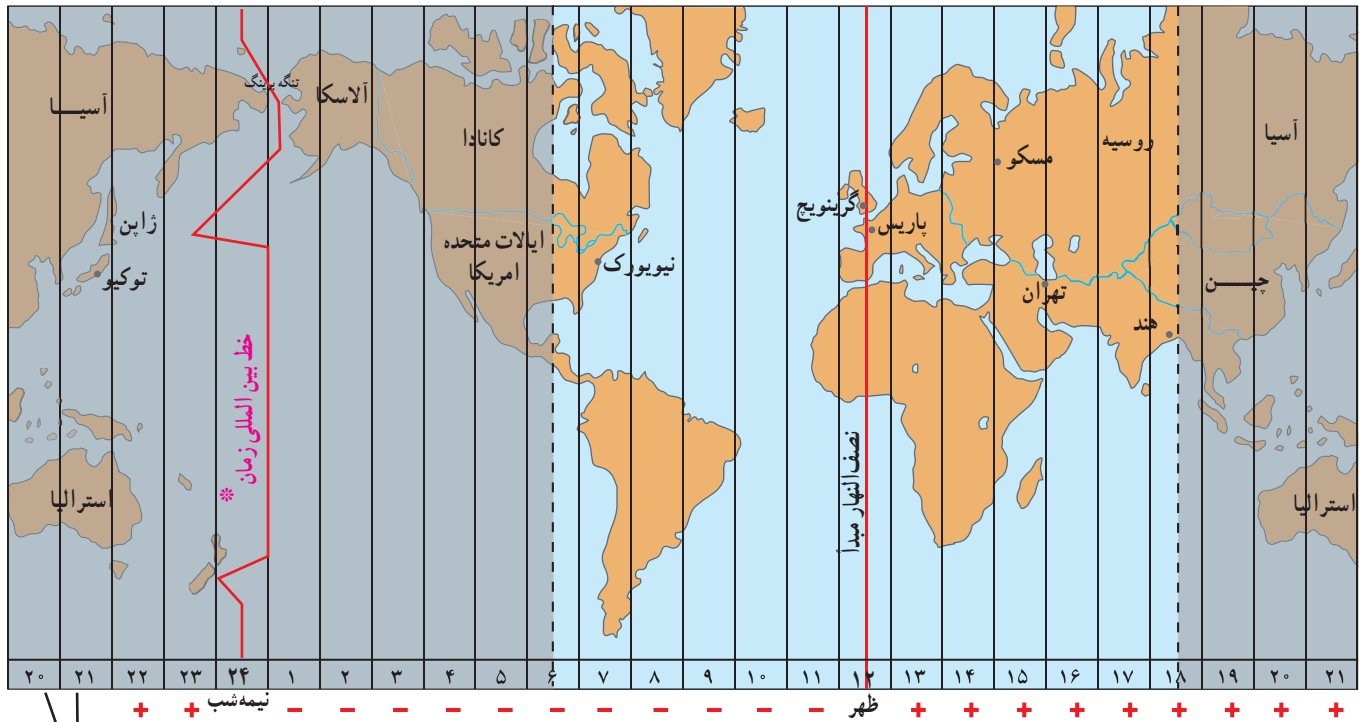 آسیا
تنگه برینگ
آلاسکا
کانادا
روسیه
آسیا
مسکو
گرینویچ
پاریس
ژاپن
توکیو
ایالات متحده
امریکا
نیویورک
تهران
چین
هند
خط بین المللی زمان *
نصف‌النهار مبدأ
استرالیا
استرالیا
۲۰ ۲۱ ۲۲ ۲۳ ۲۴ ۱ ۲ ۳ ۴ ۵ ۶ ۷ ۸ ۹ ۱۰ ۱۱ ۱۲ ۱۳ ۱۴ ۱۵ ۱۶ ۱۷ ۱۸ ۱۹ ۲۰ ۲۱
+ + نیمه‌شب − − − − − − − − − − − ظهر + + + + + + + + +